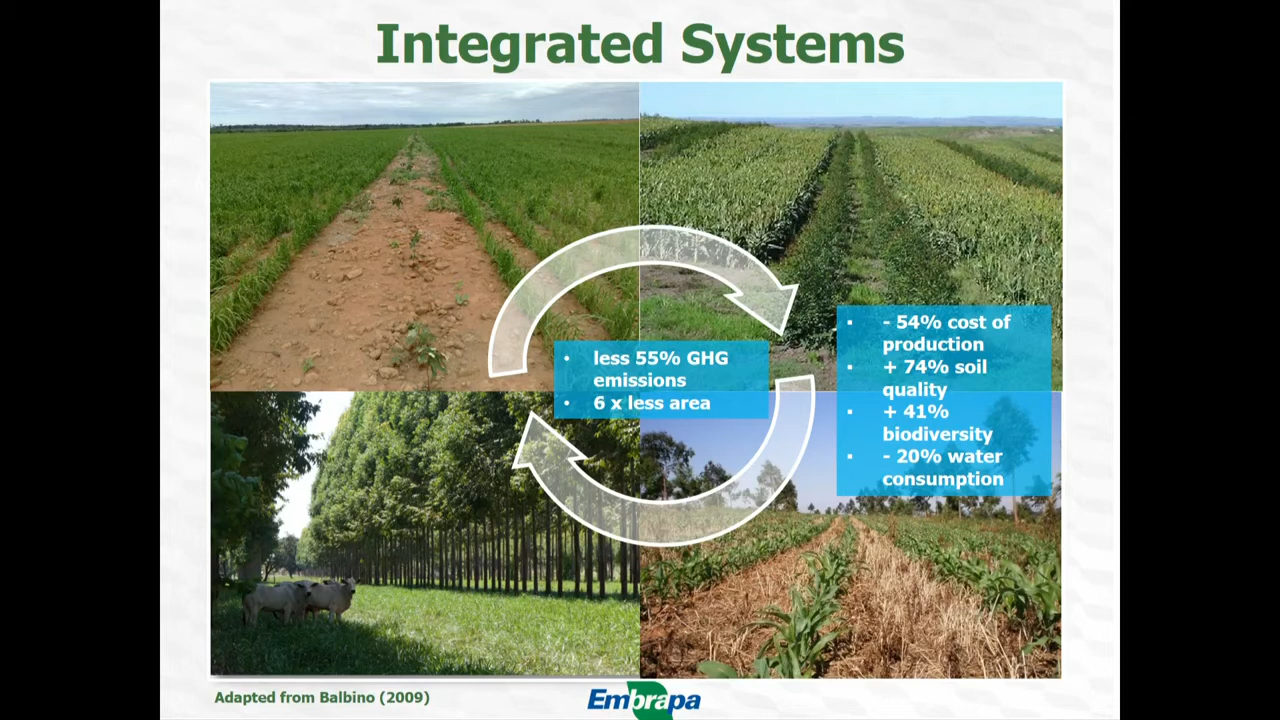 Integrated Systems
• less 55% GHG
emissions
• 6 x less area
▪ - 54% cost of
production
▪ + 74% soil
quality
▪ + 41%
biodiversity
▪ - 20% water
consumption
Adapted from Balbino (2009)
Embrapa